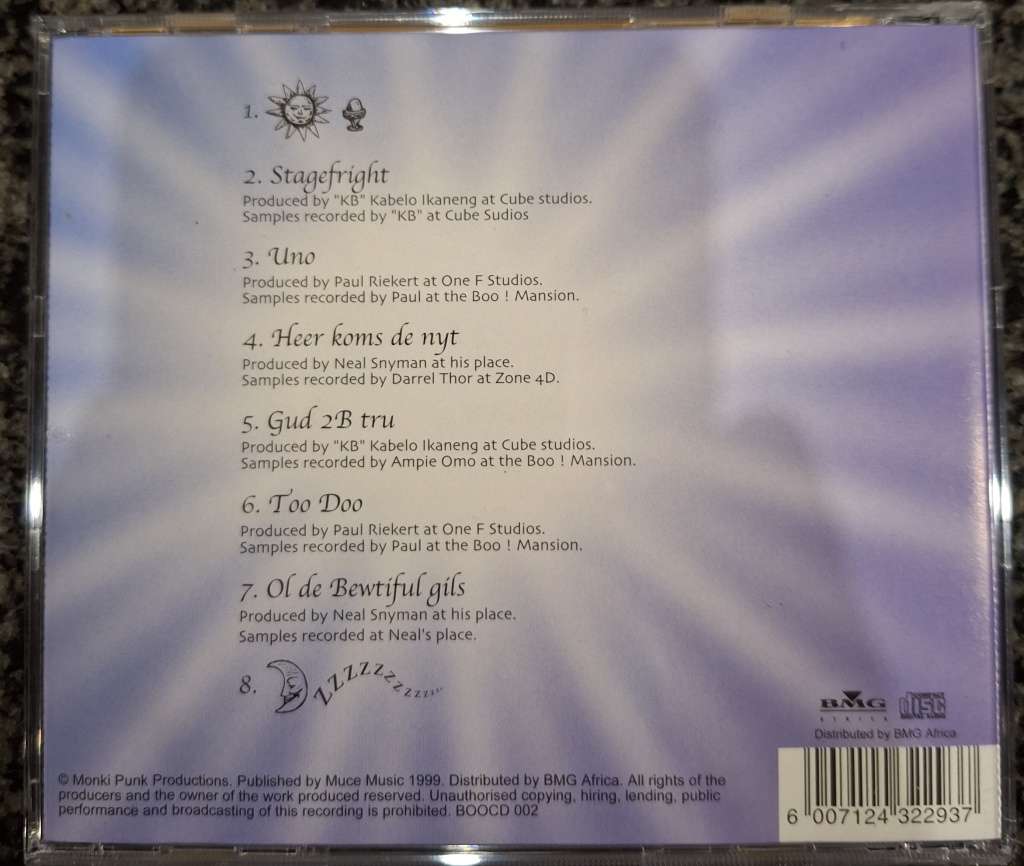 1.
2. Stagefright
Produced by "KB" Kabelo Ikaneng at Cube studios.
Samples recorded by "KB" at Cube Sudios
3. Uno
Produced by Paul Riekert at One F Studios.
Samples recorded by Paul at the Boo ! Mansion.
4. Heer koms de nyt
Produced by Neal Snyman at his place.
Samples recorded by Darrel Thor at Zone 4D.
5. Gud 2B tru
Produced by "KB" Kabelo Ikaneng at Cube studios.
Samples recorded by Ampie Omo at the Boo ! Mansion.
6. Too Doo
Produced by Paul Riekert at One F Studios.
Samples recorded by Paul at the Boo ! Mansion.
7. Ol de Bewtiful gils
Produced by Neal Snyman at his place.
Samples recorded at Neal's place.
8. ZZZZZzzzzzzz...
BMG
AFRICA
COMPACT
disc
DIGITAL AUDIO
Distributed by BMG Africa
© Monki Punk Productions. Published by Muce Music 1999. Distributed by BMG Africa. All rights of the
producers and the owner of the work produced reserved. Unauthorised copying, hiring, lending, public
performance and broadcasting of this recording is prohibited. BOOCD 002
6 007124 322937